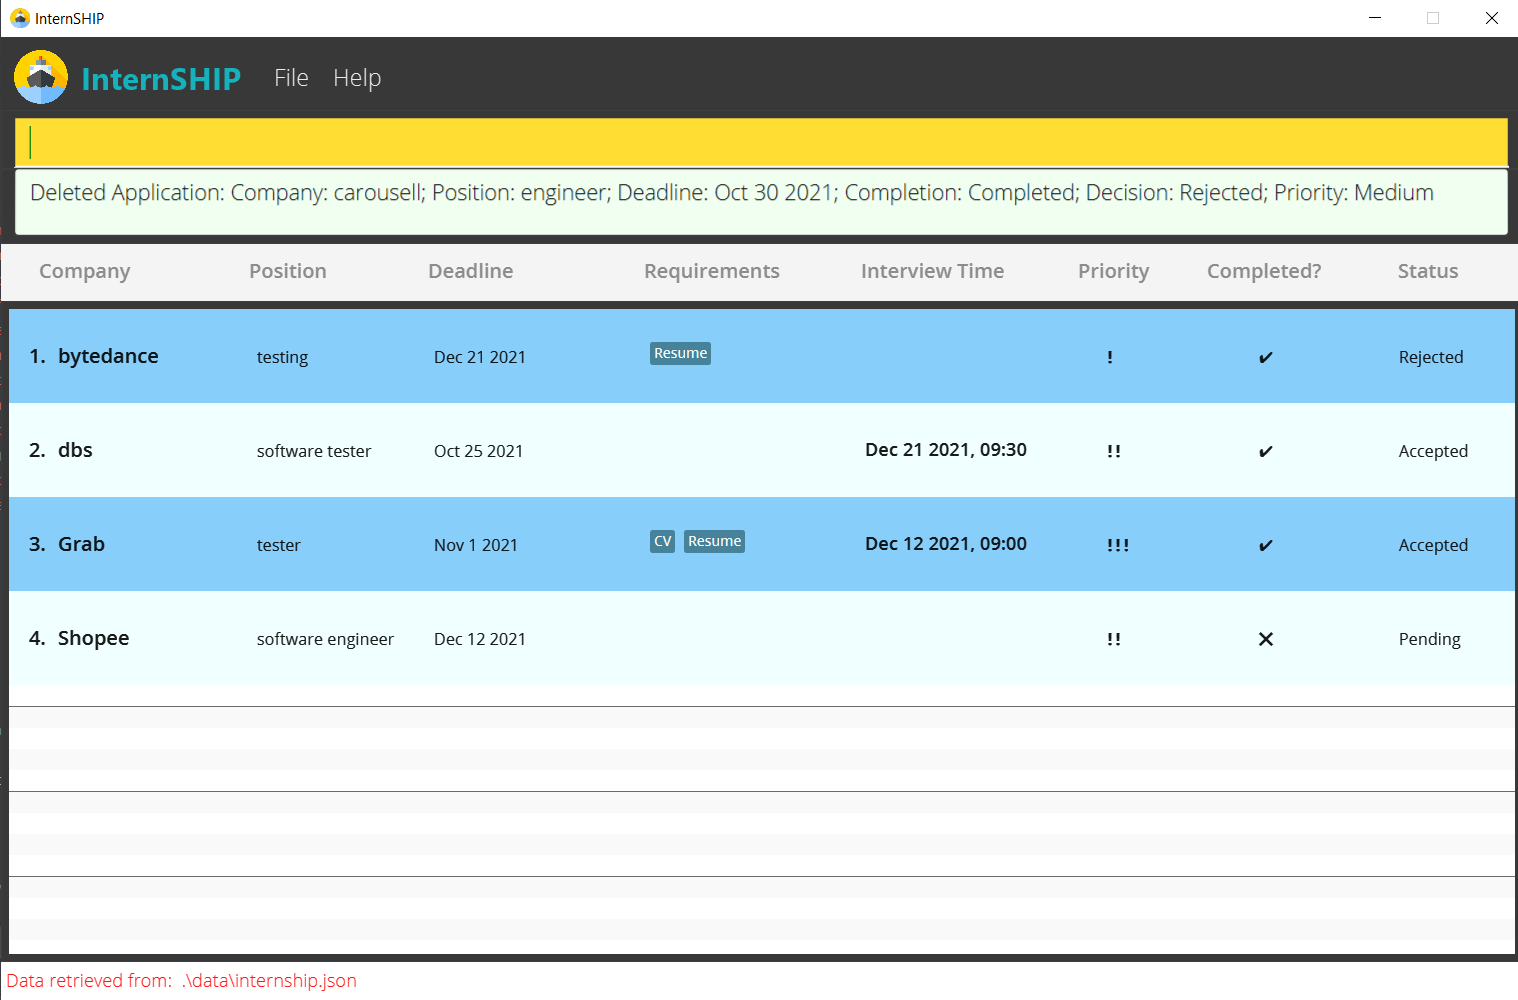 InternSHIP
InternSHIP File Help
Deleted Application: Company: carousell; Position: engineer; Deadline: Oct 30 2021; Completion: Completed; Decision: Rejected; Priority: Medium
Company Position Deadline Requirements Interview Time Priority Completed? Status
1. bytedance testing Dec 21 2021 Resume ! ✔ Rejected
2. dbs software tester Oct 25 2021 Dec 21 2021, 09:30 !! ✔ Accepted
3. Grab tester Nov 1 2021 CV Resume Dec 12 2021, 09:00 !!! ✔ Accepted
4. Shopee software engineer Dec 12 2021 !! ✕ Pending
Data retrieved from: .\data\internship.json